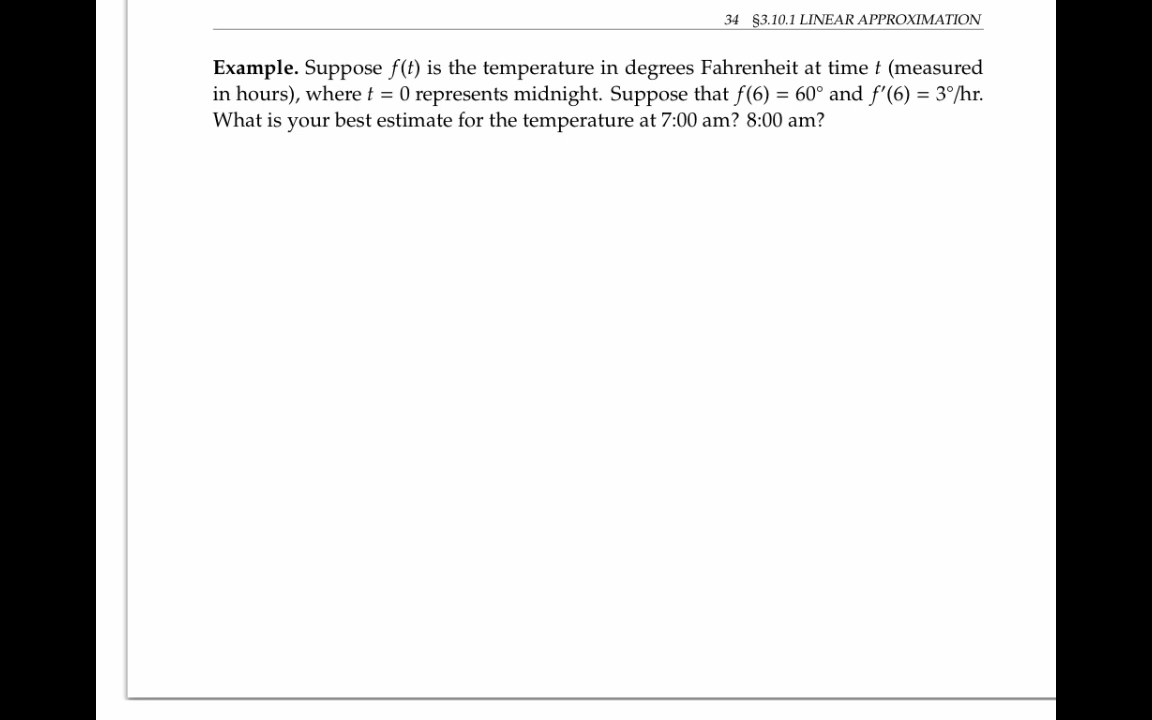 34 §3.10.1 LINEAR APPROXIMATION
Example. Suppose f(t) is the temperature in degrees Fahrenheit at time t (measured
in hours), where t = 0 represents midnight. Suppose that f(6) = 60° and f′(6) = 3°/hr.
What is your best estimate for the temperature at 7:00 am? 8:00 am?